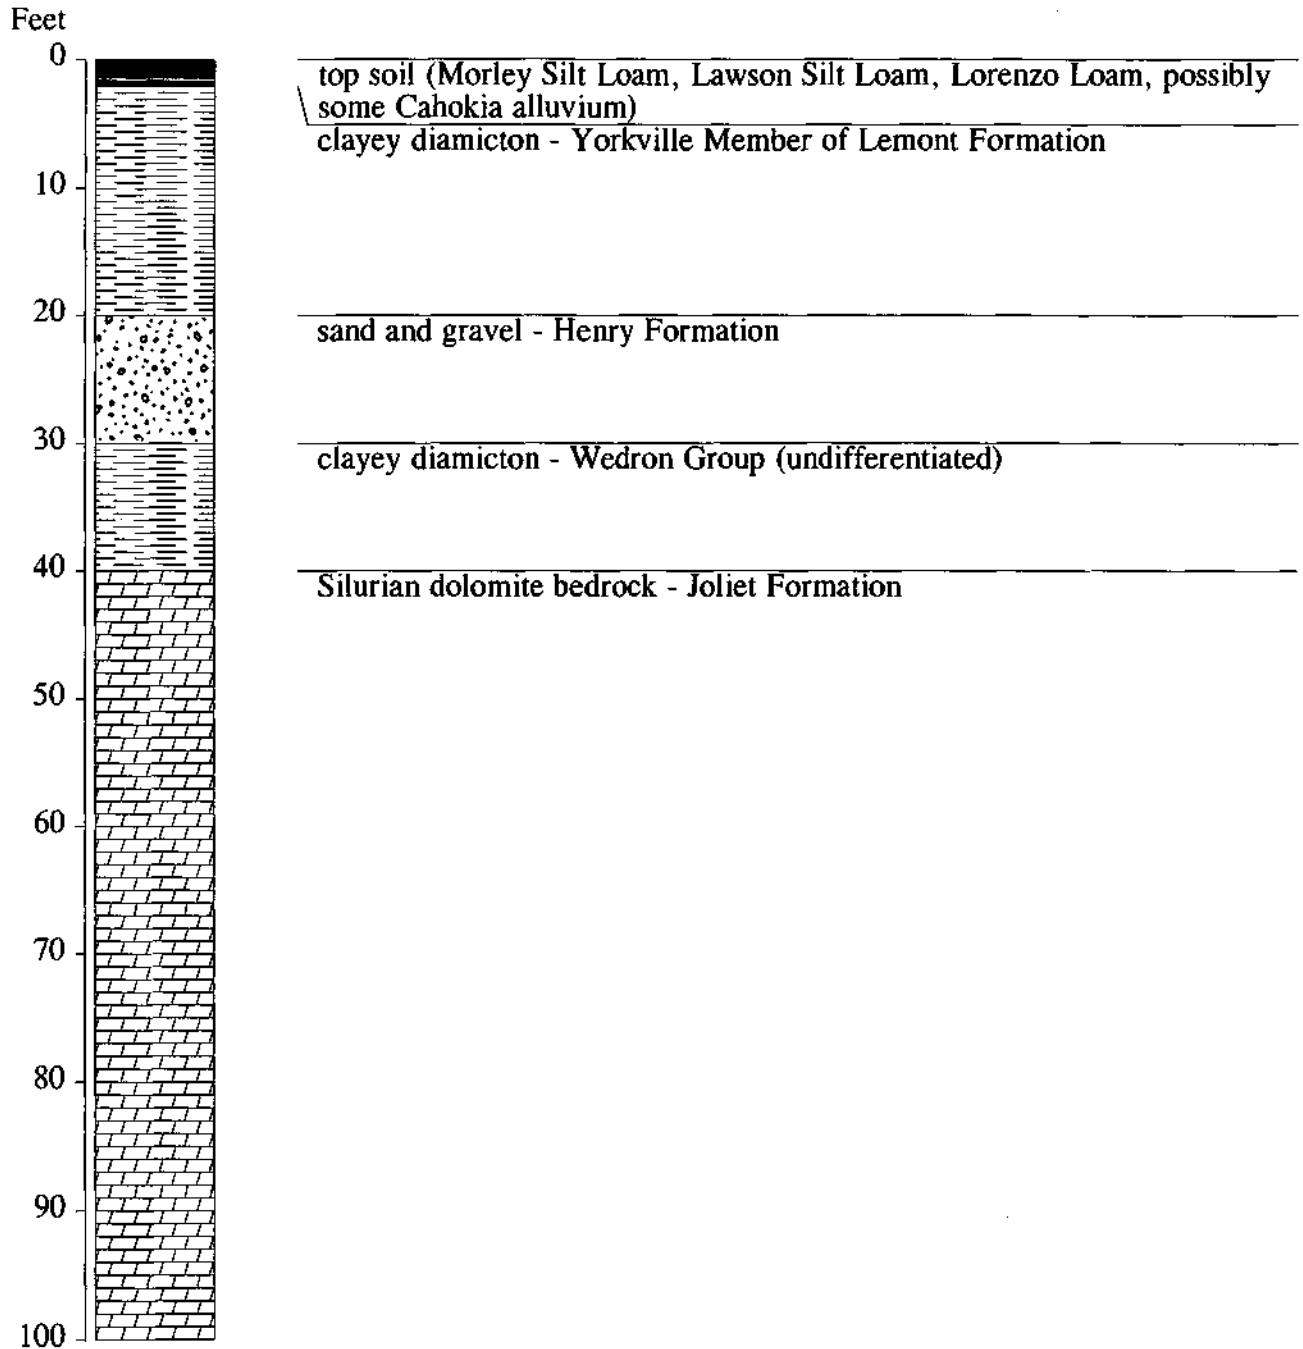 Feet
0
top soil (Morley Silt Loam, Lawson Silt Loam, Lorenzo Loam, possibly
some Cahokia alluvium)
clayey diamicton - Yorkville Member of Lemont Formation
10
20
sand and gravel - Henry Formation
30
clayey diamicton - Wedron Group (undifferentiated)
40
Silurian dolomite bedrock - Joliet Formation
50
60
70
80
90
100